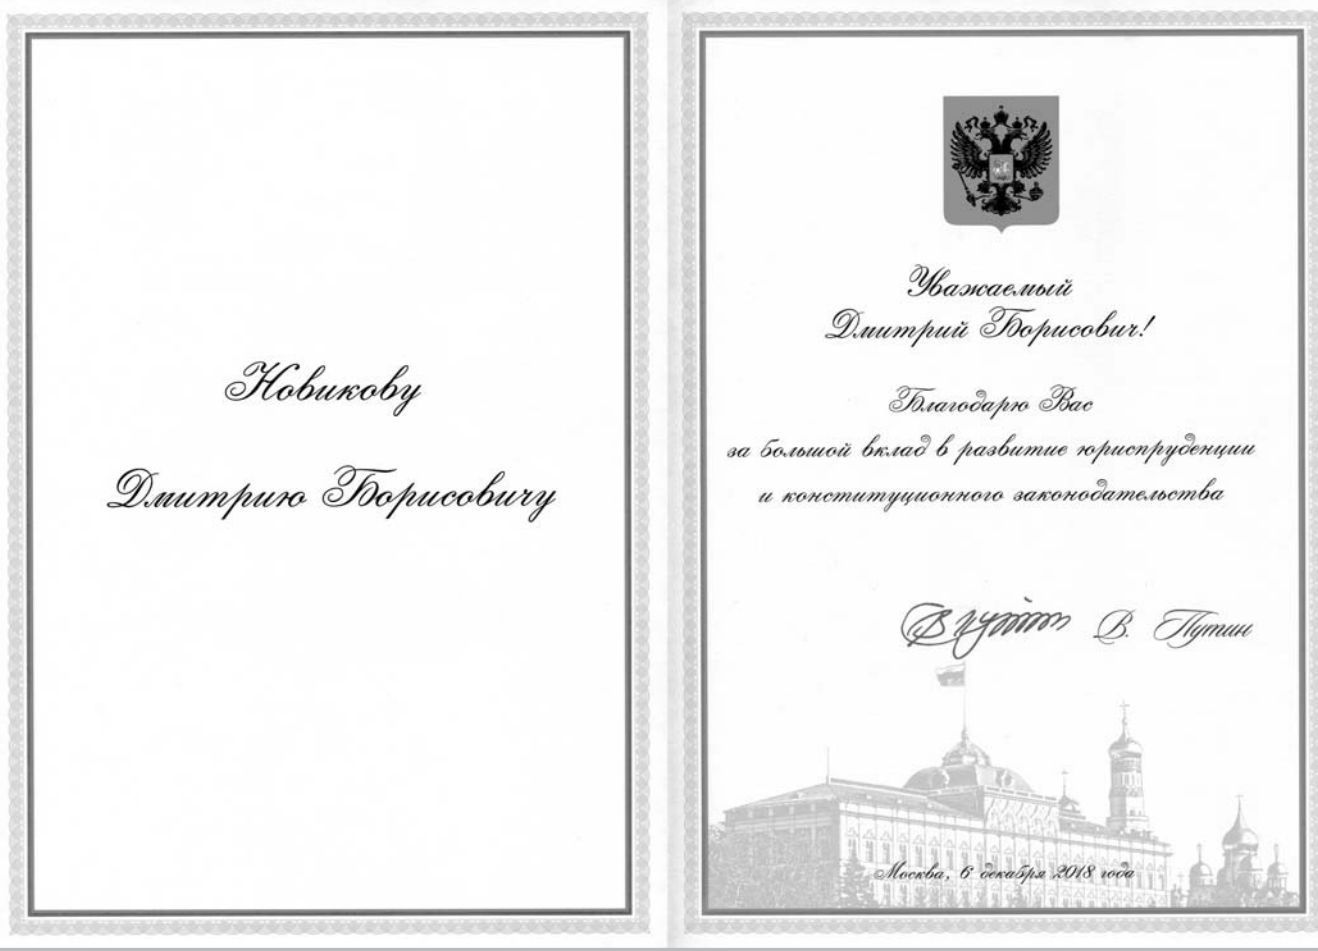 Новикову
Дмитрию Борисовичу
Уважаемый
Дмитрий Борисович!
Благодарю Вас
за большой вклад в развитие юриспруденции
и конституционного законодательства
В. Путин
Москва, 6 декабря 2018 года